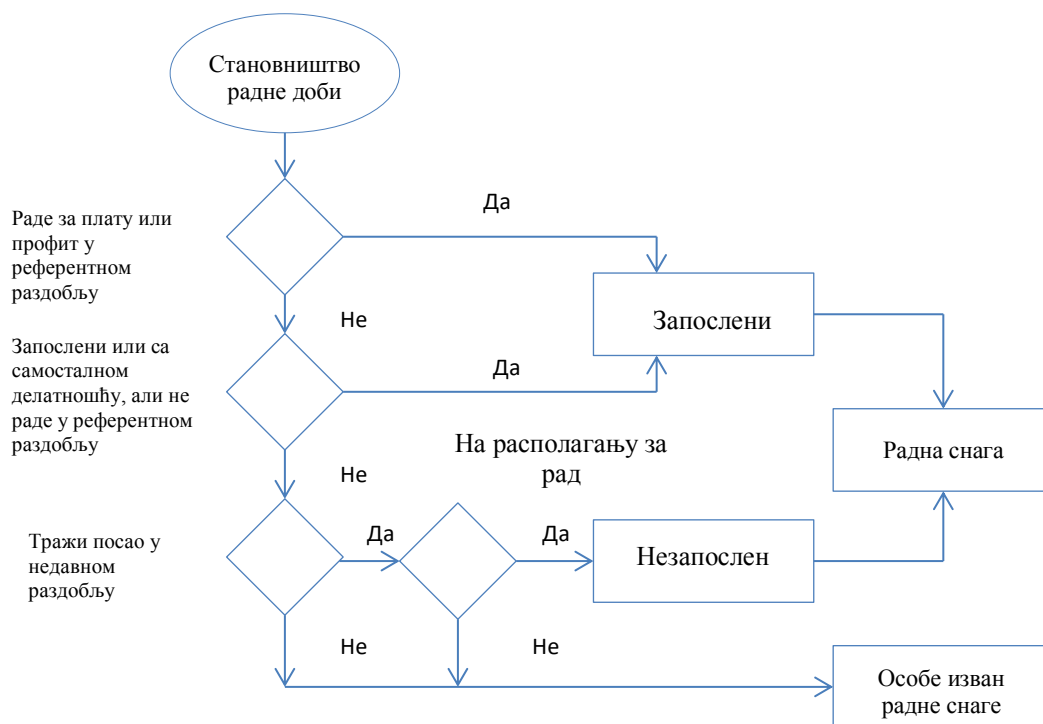 Становништво
радне доби
Да
Раде за плату или
профит у
референтном
раздобљу
Не
Запослени
Запослени или са
самосталном
делатношћу, али не
раде у референтном
раздобљу
Да
Не
На располагању за
рад
Радна снага
Тражи посао у
недавном
раздобљу
Да
Да
Незапослен
Не
Не
Особе изван
радне снаге